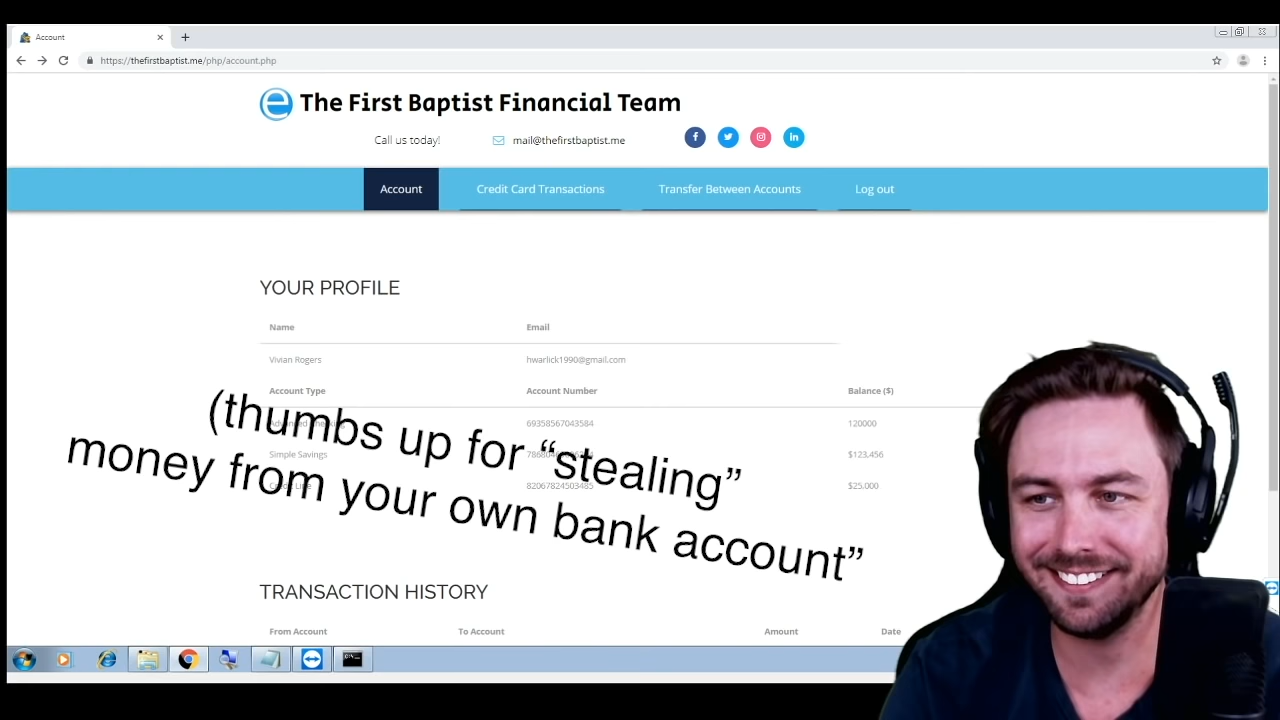 Account
https://thefirstbaptist.me/php/account.php
The First Baptist Financial Team
Call us today!
mail@thefirstbaptist.me
Account
Credit Card Transactions
Transfer Between Accounts
Log out
YOUR PROFILE
Name Email
Vivian Rogers hwarlick1990@gmail.com
Account Type Account Number Balance ($)
69358567043584 120000
Simple Savings $123,456
82067824503485 $25.000
(thumbs up for “stealing”
money from your own bank account”
TRANSACTION HISTORY
From Account To Account Amount Date